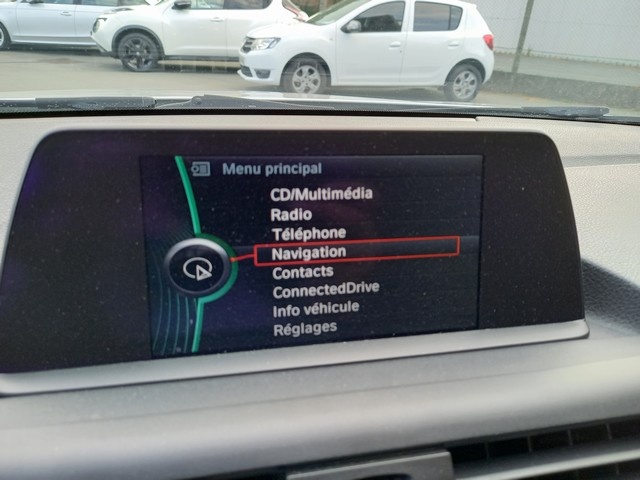 Menu principal
CD/Multimédia
Radio
Téléphone
Navigation
Contacts
ConnectedDrive
Info véhicule
Réglages